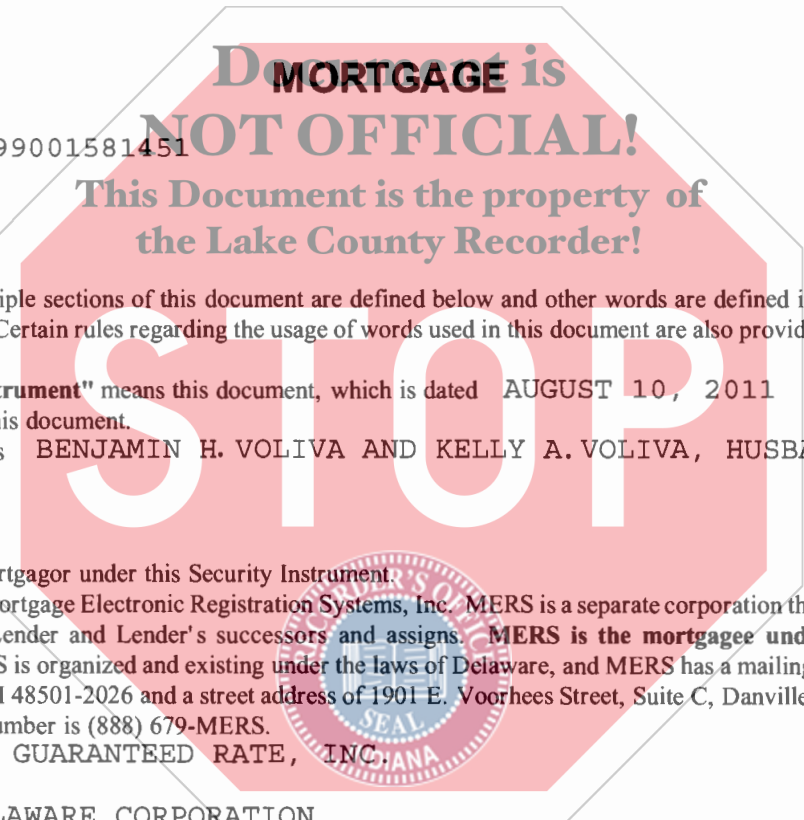 Document is
MORTGAGE
NOT OFFICIAL!
99001581451
This Document is the property of
the Lake County Recorder!
iple sections of this document are defined below and other words are defined i
Certain rules regarding the usage of words used in this document are also provid
STOP
trument" means this document, which is dated AUGUST 10, 2011
his document.
s BENJAMIN H. VOLIVA AND KELLY A. VOLIVA, HUSBA
rtgagor under this Security Instrument.
ortgage Electronic Registration Systems, Inc. MERS is a separate corporation th
Lender and Lender's successors and assigns. MERS is the mortgagee und
S is organized and existing under the laws of Delaware, and MERS has a mailing
I 48501-2026 and a street address of 1901 E. Voorhees Street, Suite C, Danville
umber is (888) 679-MERS.
GUARANTEED RATE, INC.
LAWARE CORPORATION
RECORDER'S OFFICE
SEAL
INDIANA